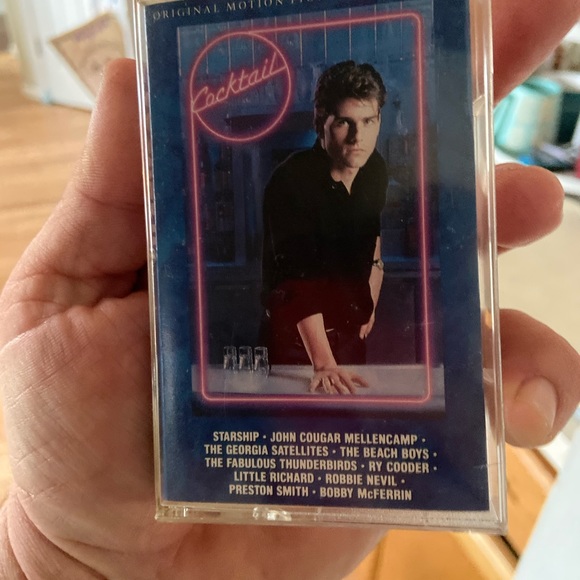 ORIGINAL MOTION
Cocktail
STARSHIP · JOHN COUGAR MELLENCAMP ·
THE GEORGIA SATELLITES · THE BEACH BOYS ·
THE FABULOUS THUNDERBIRDS · RY COODER ·
LITTLE RICHARD · ROBBIE NEVIL ·
PRESTON SMITH · BOBBY McFERRIN